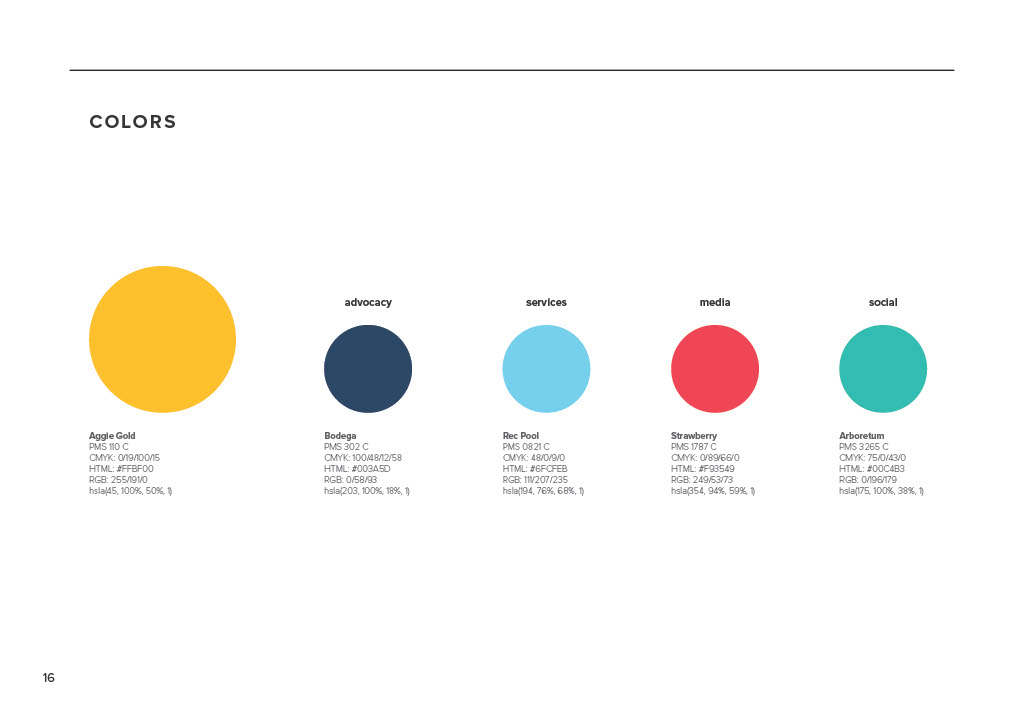 COLORS
advocacy
services
media
social
Aggie Gold
PMS 110 C
CMYK: 0/19/100/15
HTML: #FFBF00
RGB: 255/191/0
hsla(45, 100%, 50%, 1)
Bodega
PMS 302 C
CMYK: 100/48/12/58
HTML: #003A5D
RGB: 0/58/93
hsla(203, 100%, 18%, 1)
Rec Pool
PMS 0821 C
CMYK: 48/0/9/0
HTML: #6FCFEB
RGB: 111/207/235
hsla(194, 76%, 68%, 1)
Strawberry
PMS 1787 C
CMYK: 0/89/66/0
HTML: #F93549
RGB: 249/53/73
hsla(354, 94%, 59%, 1)
Arboretum
PMS 3265 C
CMYK: 75/0/43/0
HTML: #00C4B3
RGB: 0/196/179
hsla(175, 100%, 38%, 1)
16